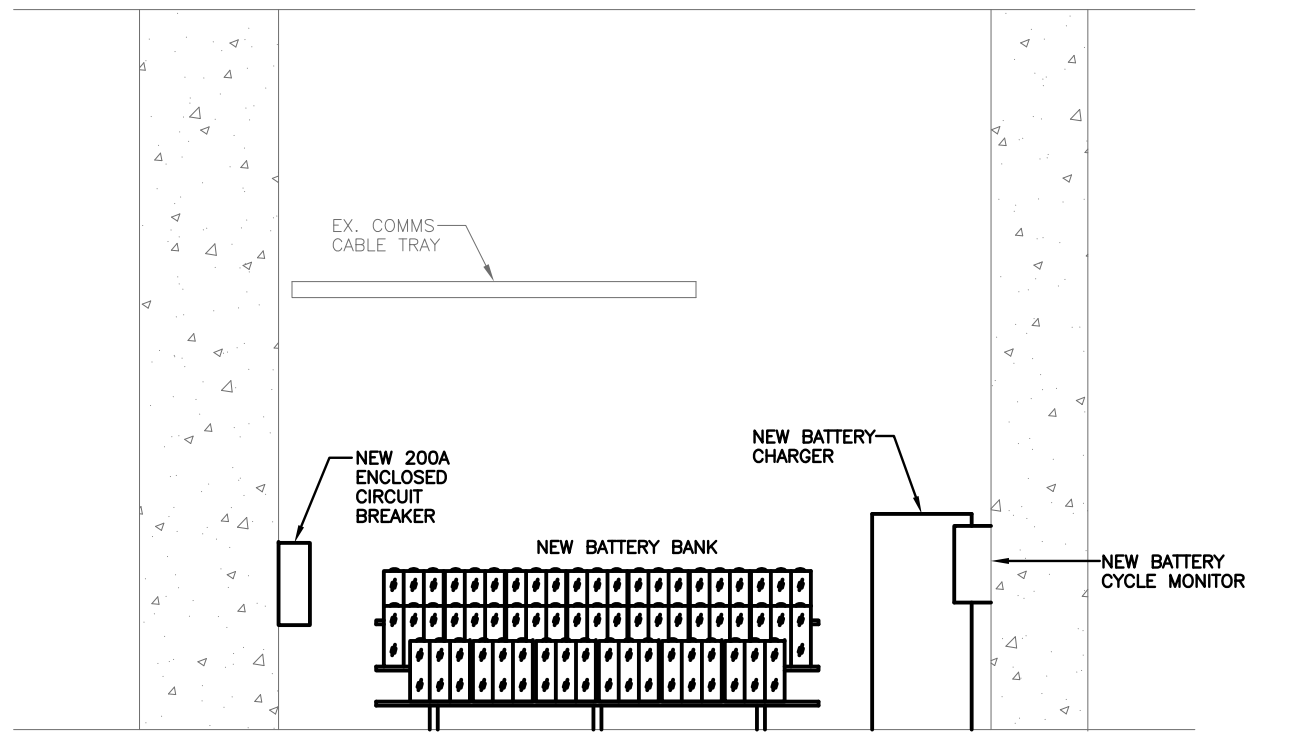 EX. COMMS
CABLE TRAY
NEW BATTERY
CHARGER
NEW 200A
ENCLOSED
CIRCUIT
BREAKER
NEW BATTERY BANK
NEW BATTERY
CYCLE MONITOR